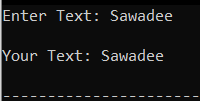 Enter Text: Sawadee
Your Text: Sawadee
----------------------